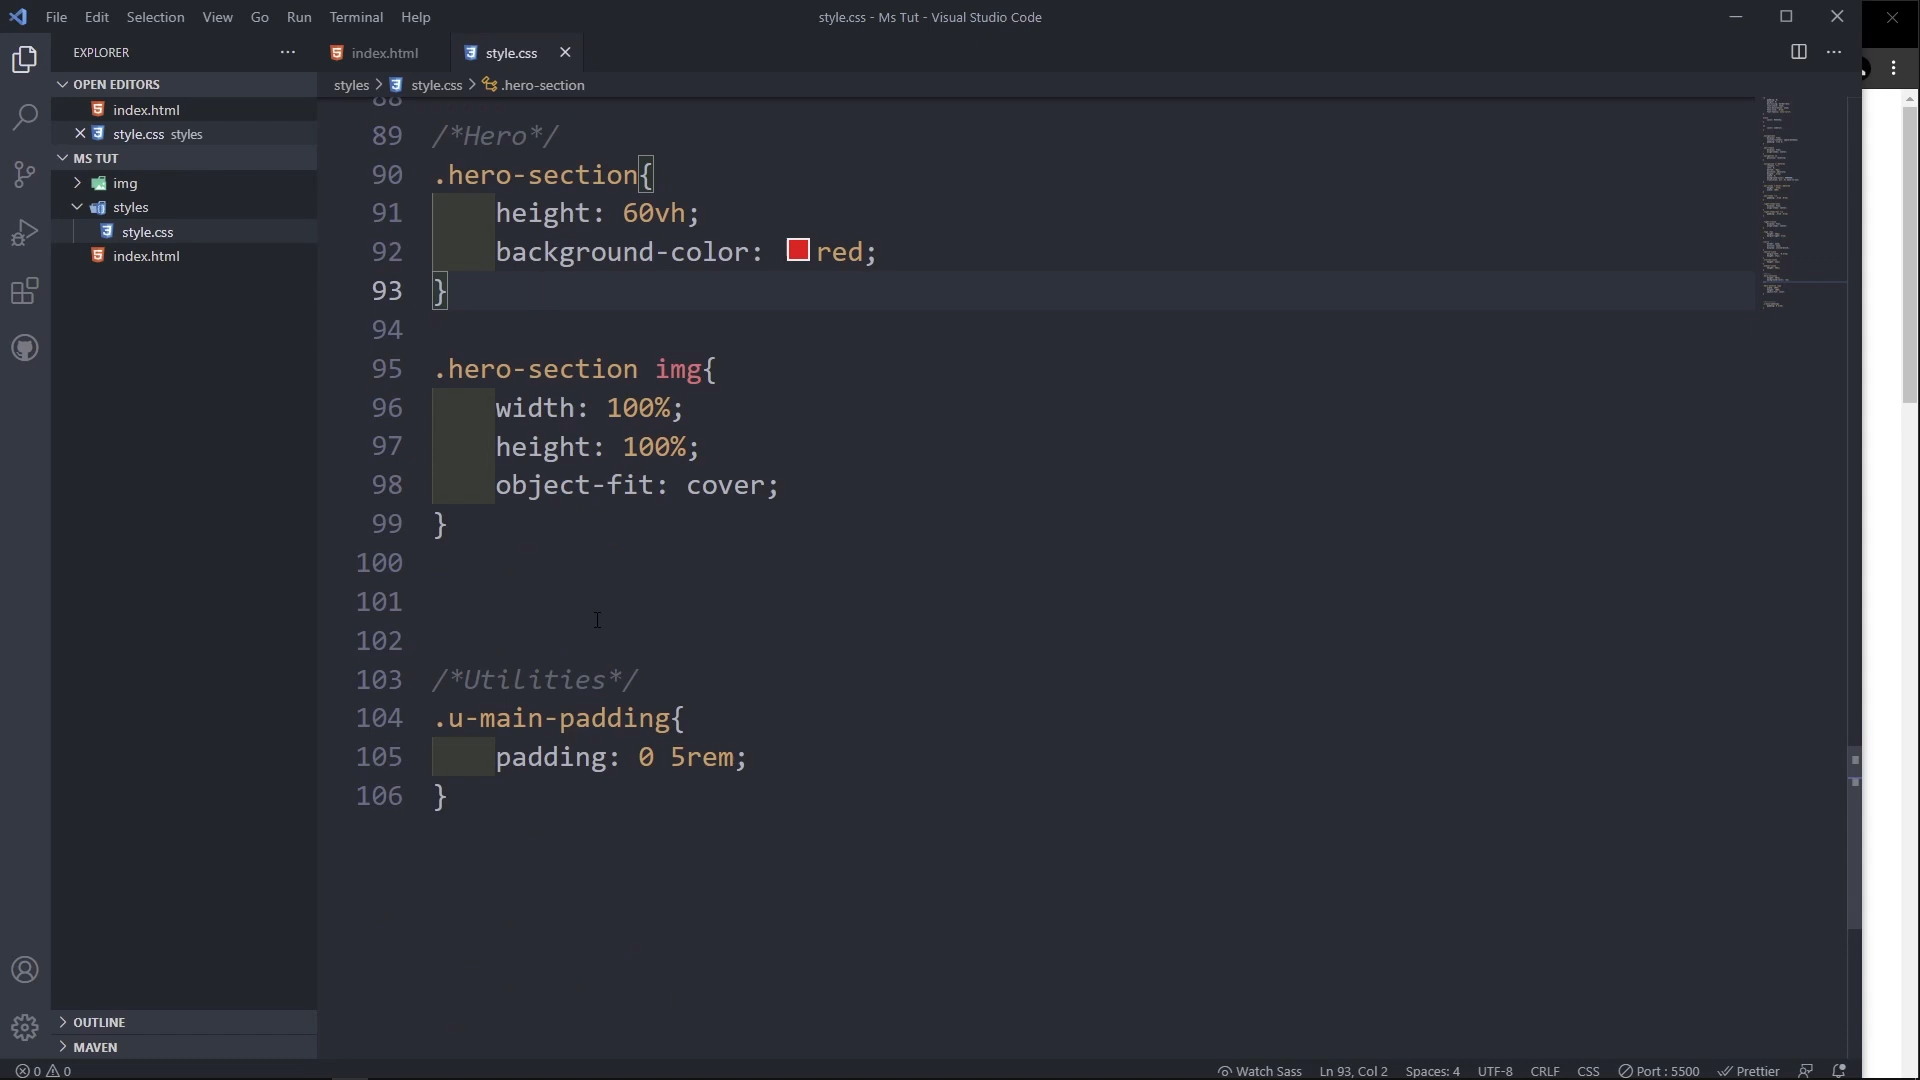 File Edit Selection View Go Run Terminal Help
style.css - Ms Tut - Visual Studio Code
EXPLORER
index.html
style.css
OPEN EDITORS
index.html
style.css styles
MS TUT
img
styles
style.css
index.html
OUTLINE
MAVEN
styles > style.css > .hero-section
88
89 /*Hero*/
90 .hero-section{
91 height: 60vh;
92 background-color: red;
93 }
94
95 .hero-section img{
96 width: 100%;
97 height: 100%;
98 object-fit: cover;
99 }
100
101
102
103 /*Utilities*/
104 .u-main-padding{
105 padding: 0 5rem;
106 }
0 0
Watch Sass Ln 93, Col 2 Spaces: 4 UTF-8 CRLF CSS Port : 5500 Prettier